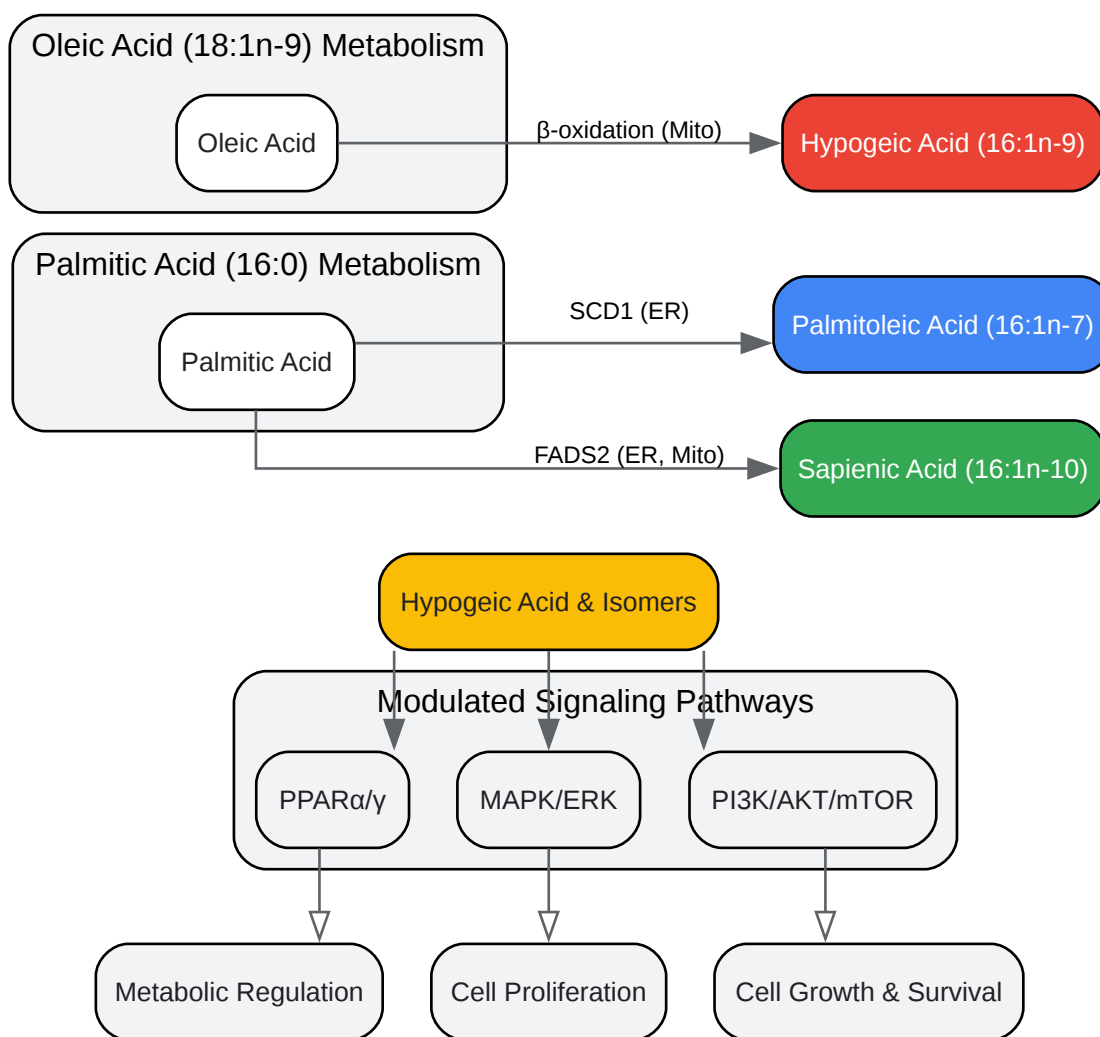 Oleic Acid (18:1n-9) Metabolism
Oleic Acid
β-oxidation (Mito)
Hypogeic Acid (16:1n-9)
Palmitic Acid (16:0) Metabolism
Palmitic Acid
SCD1 (ER)
Palmitoleic Acid (16:1n-7)
FADS2 (ER, Mito)
Sapienic Acid (16:1n-10)
Hypogeic Acid & Isomers
Modulated Signaling Pathways
PPARα/γ
MAPK/ERK
PI3K/AKT/mTOR
Metabolic Regulation
Cell Proliferation
Cell Growth & Survival